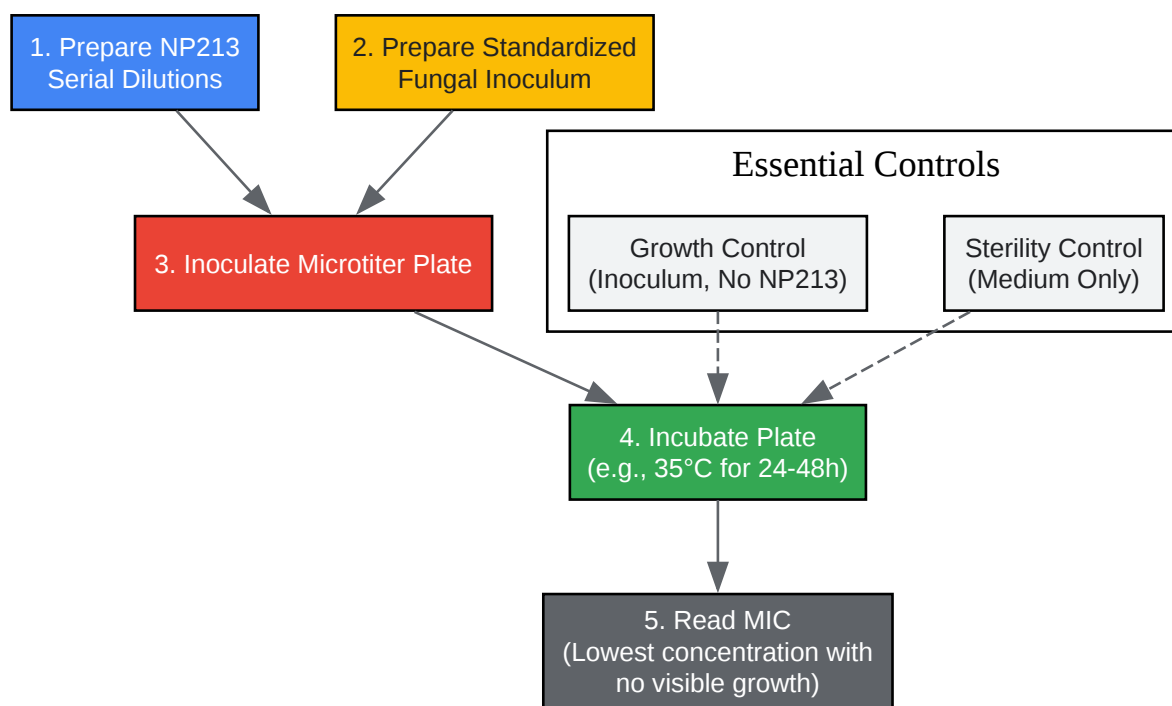 1. Prepare NP213
Serial Dilutions
2. Prepare Standardized
Fungal Inoculum
Essential Controls
3. Inoculate Microtiter Plate
Growth Control
(Inoculum, No NP213)
Sterility Control
(Medium Only)
4. Incubate Plate
(e.g., 35°C for 24-48h)
5. Read MIC
(Lowest concentration with
no visible growth)